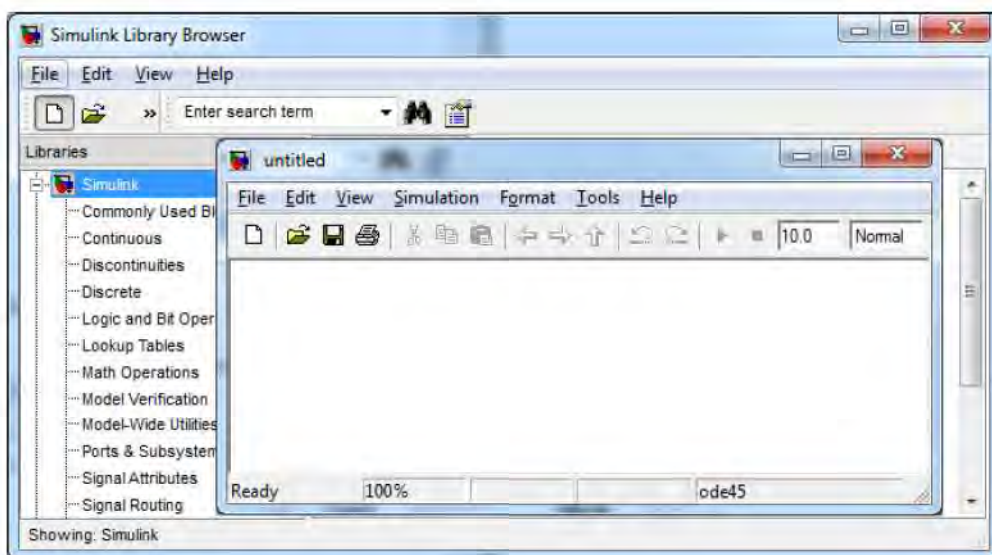 Simulink Library Browser
File Edit View Help
» Enter search term
Libraries
untitled
Simulink
File Edit View Simulation Format Tools Help
Commonly Used Bl
Continuous
10.0 Normal
Discontinuities
Discrete
Logic and Bit Oper
Lookup Tables
Math Operations
Model Verification
Model-Wide Utilities
Ports & Subsystem
Signal Attributes
Ready 100% ode45
Signal Routing
Showing: Simulink